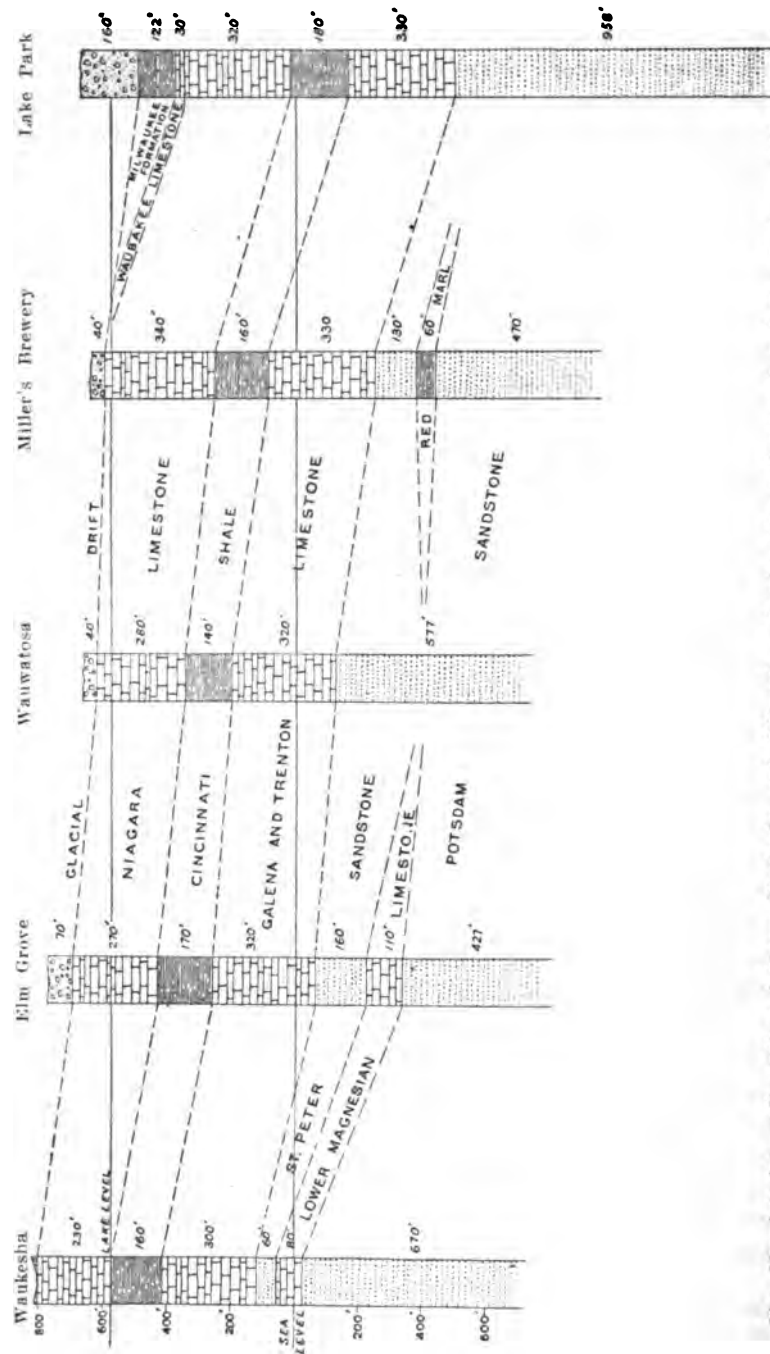 Waukesha
Elm Grove
Wauwatosa
Miller's Brewery
Lake Park
800'
600'
400'
200'
SEA
LEVEL
200'
400'
600'
230'
LAKE LEVEL
160'
300'
60'
80'
670'
ST. PETER
LOWER MAGNESIAN
70'
270'
170'
320'
160'
110'
427'
GLACIAL
NIAGARA
CINCINNATI
GALENA AND TRENTON
SANDSTONE
LIMESTONE
POTSDAM
40'
280'
140'
320'
577'
DRIFT
LIMESTONE
SHALE
LIMESTONE
RED
SANDSTONE
40'
340'
160'
330
130'
60'
MARL
470'
MILWAUKEE
FORMATION
WAUBAKEE LIMESTONE
160'
122'
30'
320'
180'
330'
958'